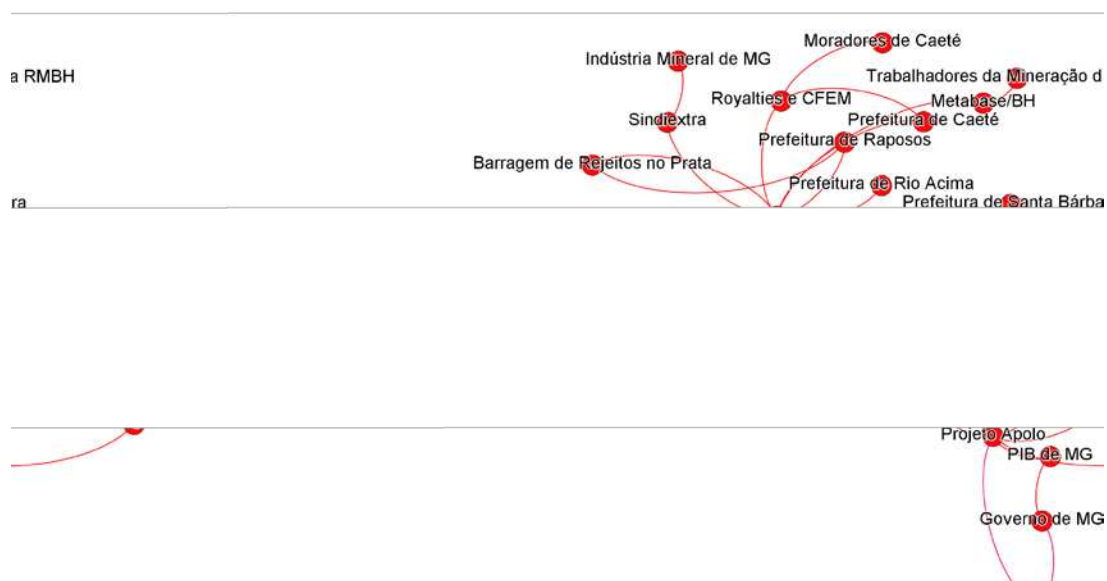 Moradores de Caeté
Indústria Mineral de MG
a RMBH
Trabalhadores da Mineração d
Royalties e CFEM
Metabase/BH
Sindiextra
Prefeitura de Caeté
Prefeitura de Raposos
Barragem de Rejeitos no Prata
Prefeitura de Rio Acima
ra
Prefeitura de Santa Bárba
Projeto Apolo
PIB de MG
Governo de MG